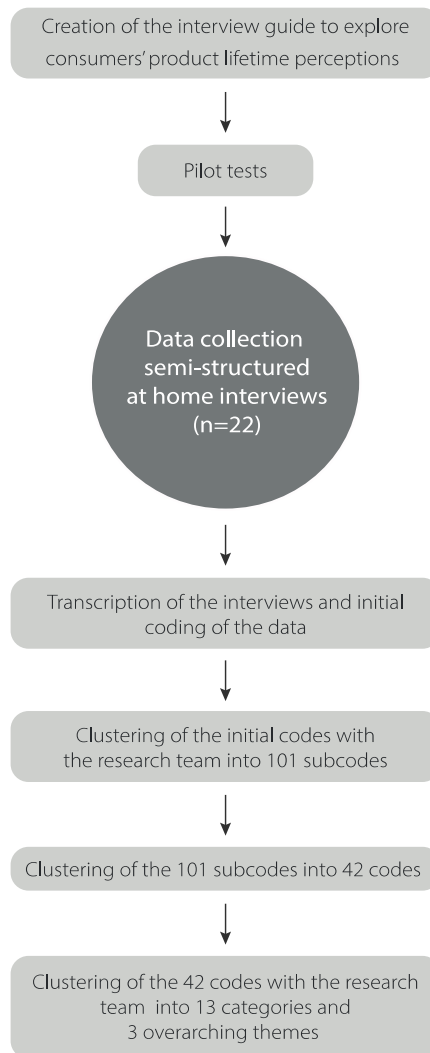 Creation of the interview guide to explore
consumers' product lifetime perceptions
Pilot tests
Data collection
semi-structured
at home interviews
(n=22)
Transcription of the interviews and initial
coding of the data
Clustering of the initial codes with
the research team into 101 subcodes
Clustering of the 101 subcodes into 42 codes
Clustering of the 42 codes with the research
team into 13 categories and
3 overarching themes